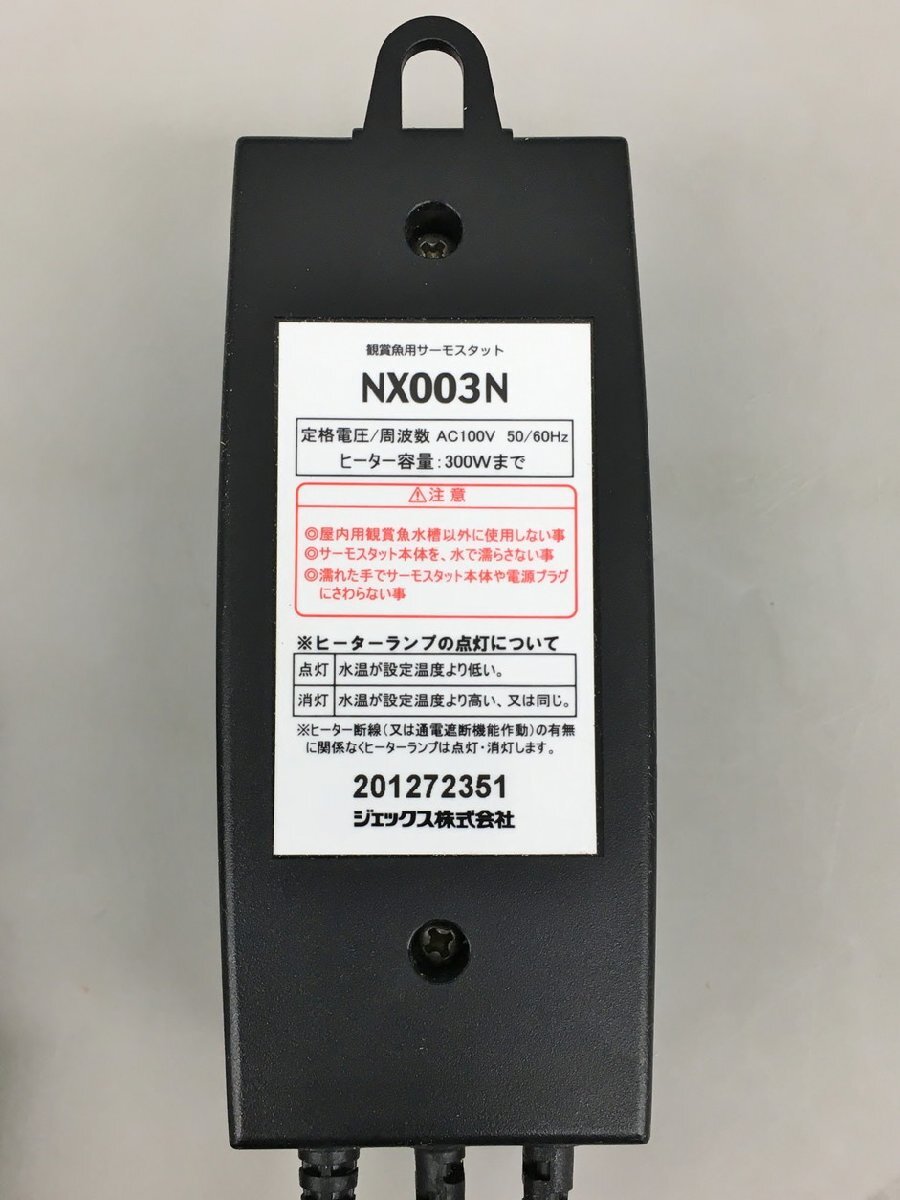 観賞魚用サーモスタット
NX003N
定格電圧/周波数 AC100V 50/60Hz
ヒーター容量:300Wまで
⚠注意
◎屋内用観賞魚水槽以外に使用しない事
◎サーモスタット本体を、水で濡らさない事
◎濡れた手でサーモスタット本体や電源プラグ
にさわらない事
※ヒーターランプの点灯について
点灯 水温が設定温度より低い。
消灯 水温が設定温度より高い、又は同じ。
※ヒーター断線(又は通電遮断機能作動)の有無
に関係なくヒーターランプは点灯・消灯します。
201272351
ジェックス株式会社